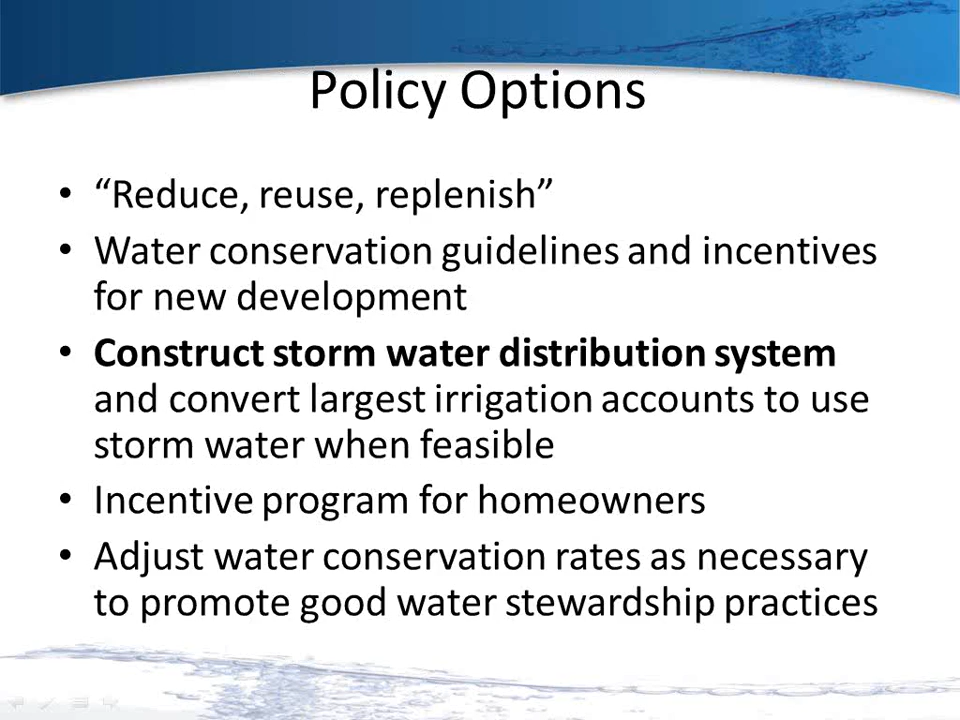 Policy Options
• “Reduce, reuse, replenish”
• Water conservation guidelines and incentives
for new development
• Construct storm water distribution system
and convert largest irrigation accounts to use
storm water when feasible
• Incentive program for homeowners
• Adjust water conservation rates as necessary
to promote good water stewardship practices